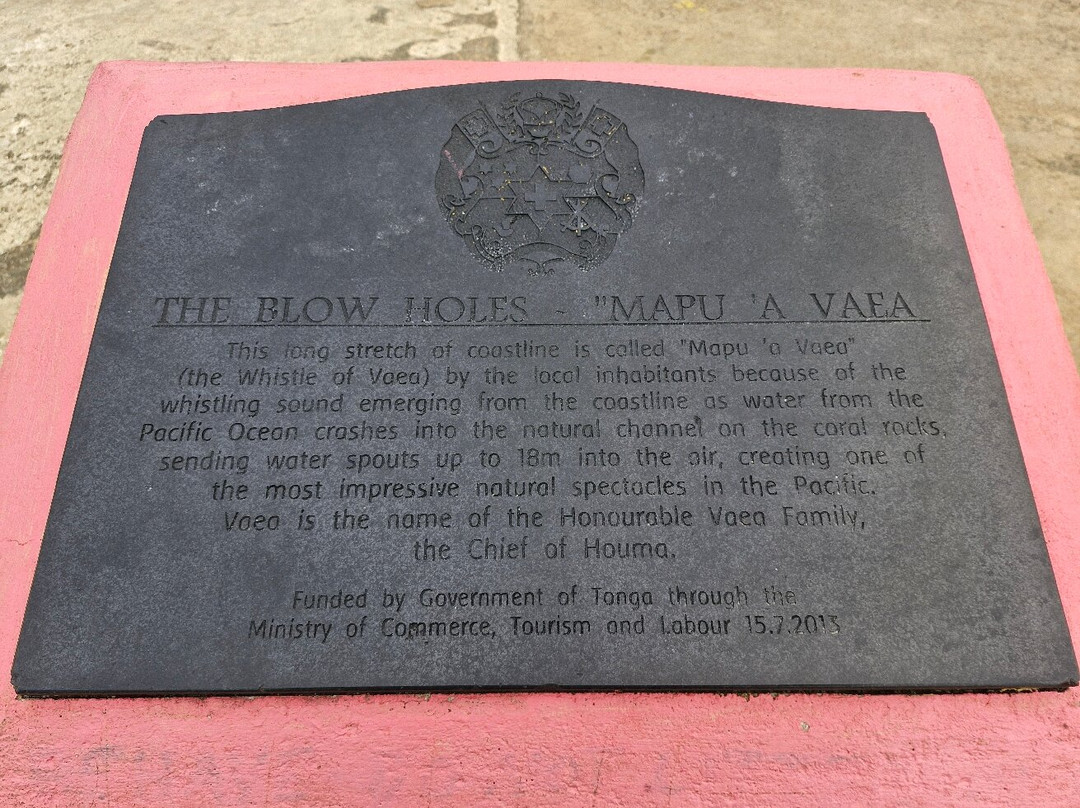 THE BLOW HOLES - "MAPU 'A VAEA
This long stretch of coastline is called "Mapu 'a Vaea"
(the Whistle of Vaea) by the local inhabitants because of the
whistling sound emerging from the coastline as water from the
Pacific Ocean crashes into the natural channel on the coral rocks,
sending water spouts up to 18m into the air, creating one of
the most impressive natural spectacles in the Pacific.
Vaea is the name of the Honourable Vaea Family,
the Chief of Houma.
Funded by Government of Tonga through the
Ministry of Commerce, Tourism and Labour 15.7.2013